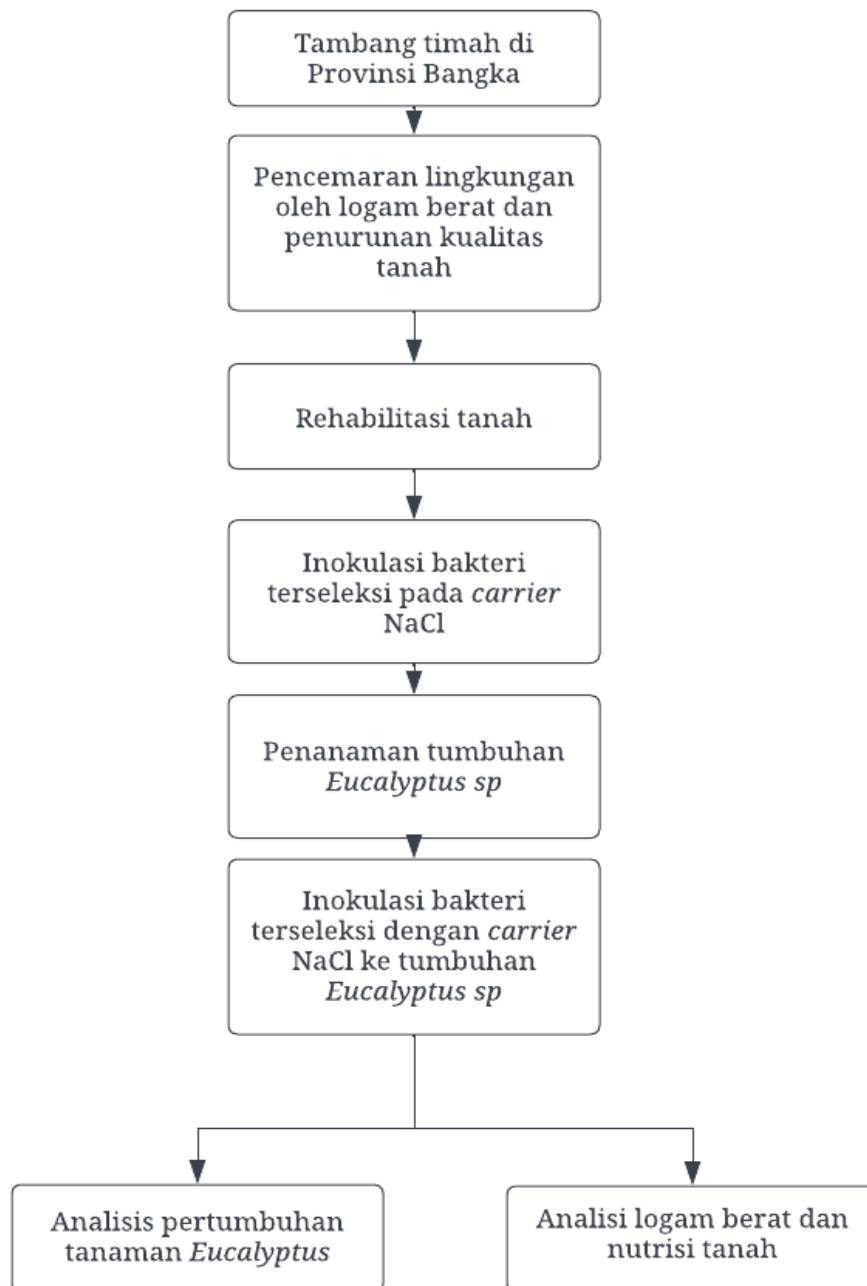 Tambang timah di
Provinsi Bangka
Pencemaran lingkungan
oleh logam berat dan
penurunan kualitas
tanah
Rehabilitasi tanah
Inokulasi bakteri
terseleksi pada carrier
NaCl
Penanaman tumbuhan
Eucalyptus sp
Inokulasi bakteri
terseleksi dengan carrier
NaCl ke tumbuhan
Eucalyptus sp
Analisis pertumbuhan
tanaman Eucalyptus
Analisi logam berat dan
nutrisi tanah